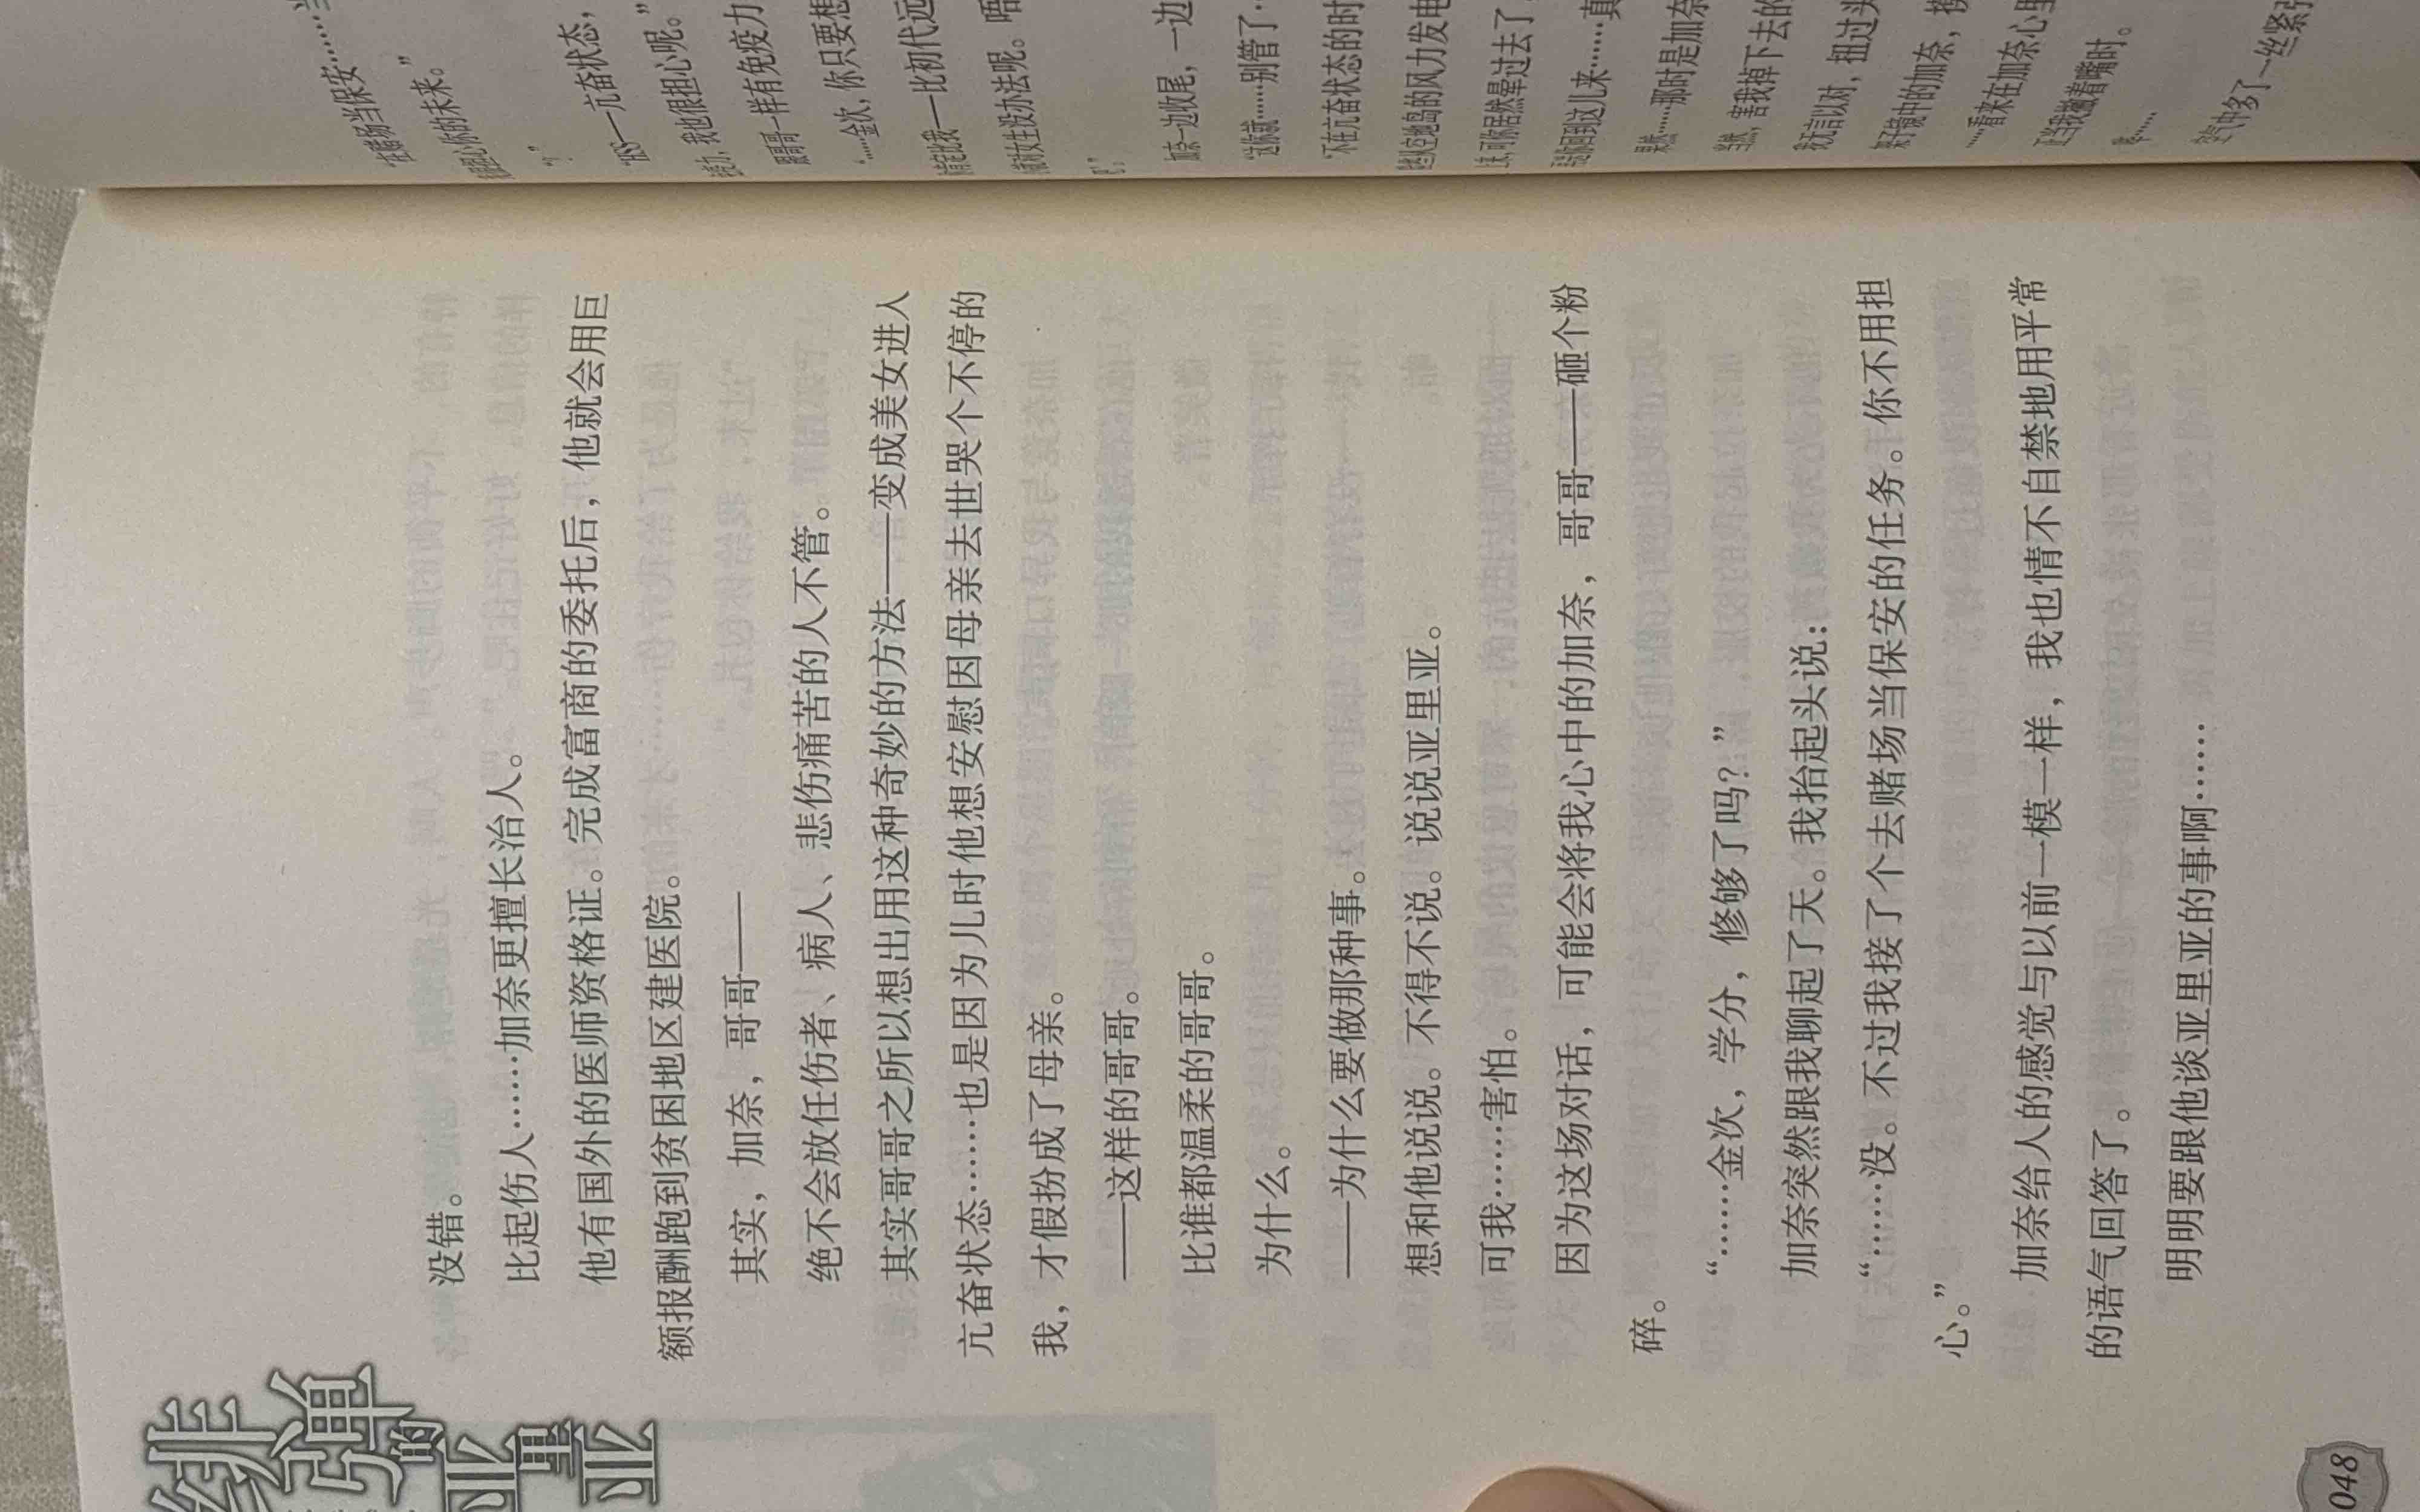 绯弹的亚里亚
没错。
比起伤人……加奈更擅长治人。
他有国外的医师资格证。完成富商的委托后，他就会用巨
额报酬跑到贫困地区建医院。
其实，加奈，哥哥——
绝不会放任伤者、病人、悲伤痛苦的人不管。
其实哥哥之所以想出用这种奇妙的方法——变成美女进入
亢奋状态……也是因为儿时他想安慰因母亲去世哭个不停的
我，才假扮成了母亲。
——这样的哥哥。
比谁都温柔的哥哥。
为什么。
——为什么要做那种事。
想和他说说。不得不说。说说亚里亚。
可我……害怕。
因为这场对话，可能会将我心中的加奈，哥哥——砸个粉
碎。
“……金次，学分，修够了吗？”
加奈突然跟我聊起了天。我抬起头说：
“……没。不过我接了个去赌场当保安的任务。你不用担
心。”
加奈给人的感觉与以前一模一样，我也情不自禁地用平常
的语气回答了。
明明要跟他谈亚里亚的事啊……
048
“在赌场当保安……
担心你的未来。”
“？”
“HSS——亢奋状态，
力，我也很担心呢。”
跟哥哥一样有免疫力
“……金次，你只要想
肯定比我——比初代远
对女生没办法呢。唔
加奈一边收尾，一边
“这你就……别管了
“不在亢奋状态的时
些从空地岛的风力发电
上来，可你居然晕过去了
你回到这儿来……真
果然……那时是加奈
当然，害我掉下去的
我无言以对，扭过头
架子镜中的加奈，摸
……看来在加奈心里
正当我撇着嘴时。
空气中多了一丝紧张